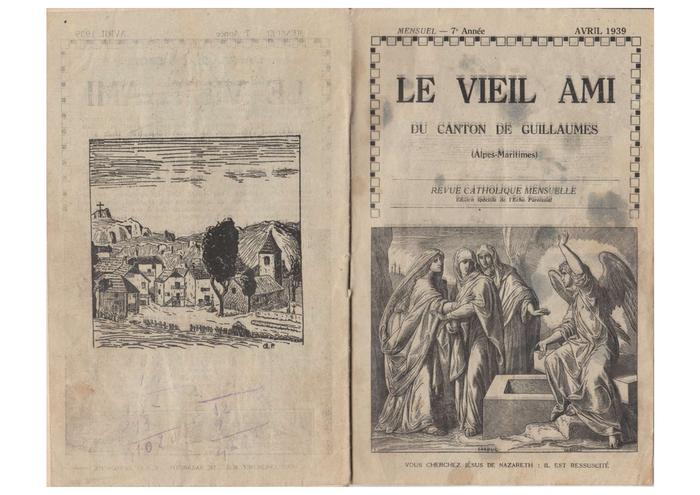 MENSUEL — 7e Année
AVRIL 1939
LE VIEIL AMI
DU CANTON DE GUILLAUMES
(Alpes-Maritimes)
REVUE CATHOLIQUE MENSUELLE
Edition spéciale de l'Echo Paroissial
VOUS CHERCHEZ JÉSUS DE NAZARETH : IL EST RESSUSCITÉ